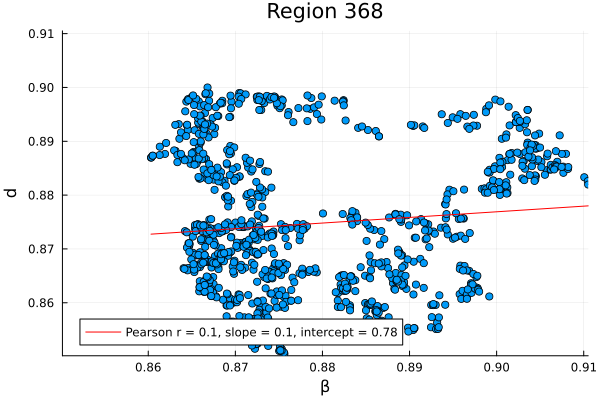 Region 368
0.91
0.90
0.89
0.88
0.87
0.86
d
Pearson r = 0.1, slope = 0.1, intercept = 0.78
0.86 0.87 0.88 0.89 0.90 0.91
β